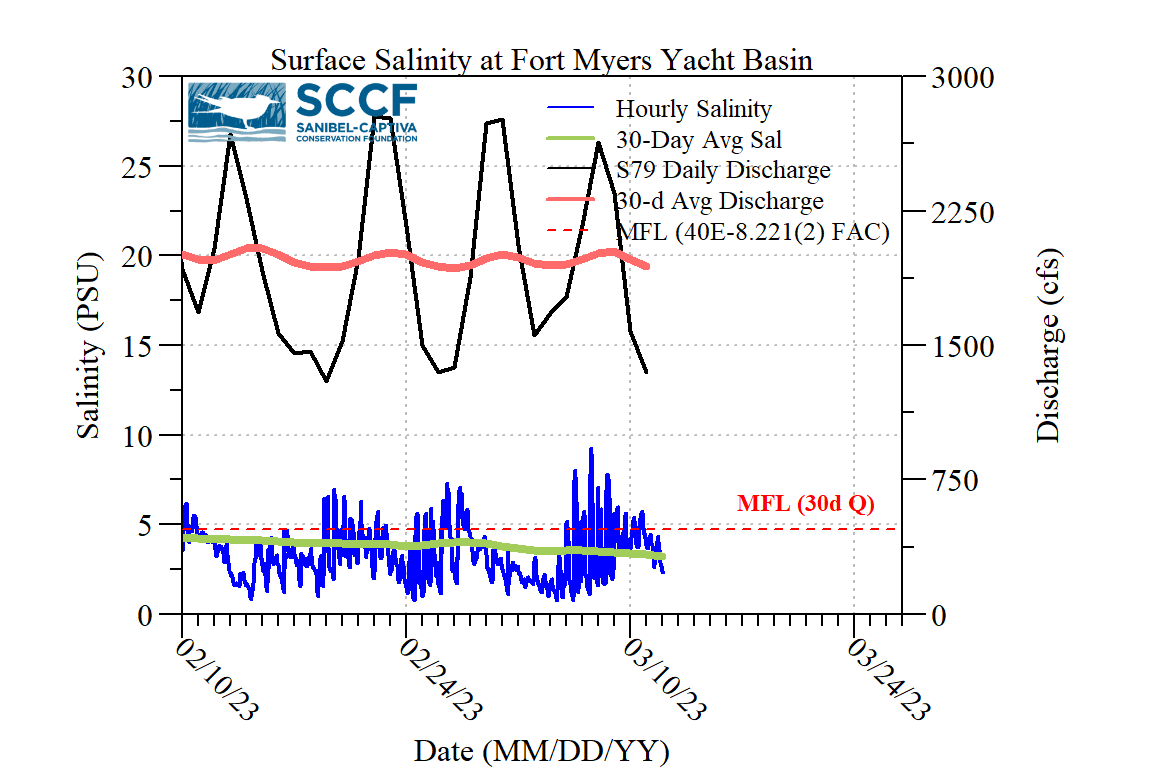 Surface Salinity at Fort Myers Yacht Basin
SCCF
SANIBEL-CAPTIVA
CONSERVATION FOUNDATION
Hourly Salinity
30-Day Avg Sal
S79 Daily Discharge
30-d Avg Discharge
MFL (40E-8.221(2) FAC)
MFL (30d Q)
Salinity (PSU)
30
25
20
15
10
5
0
Discharge (cfs)
3000
2250
1500
750
0
02/10/23
02/24/23
03/10/23
03/24/23
Date (MM/DD/YY)